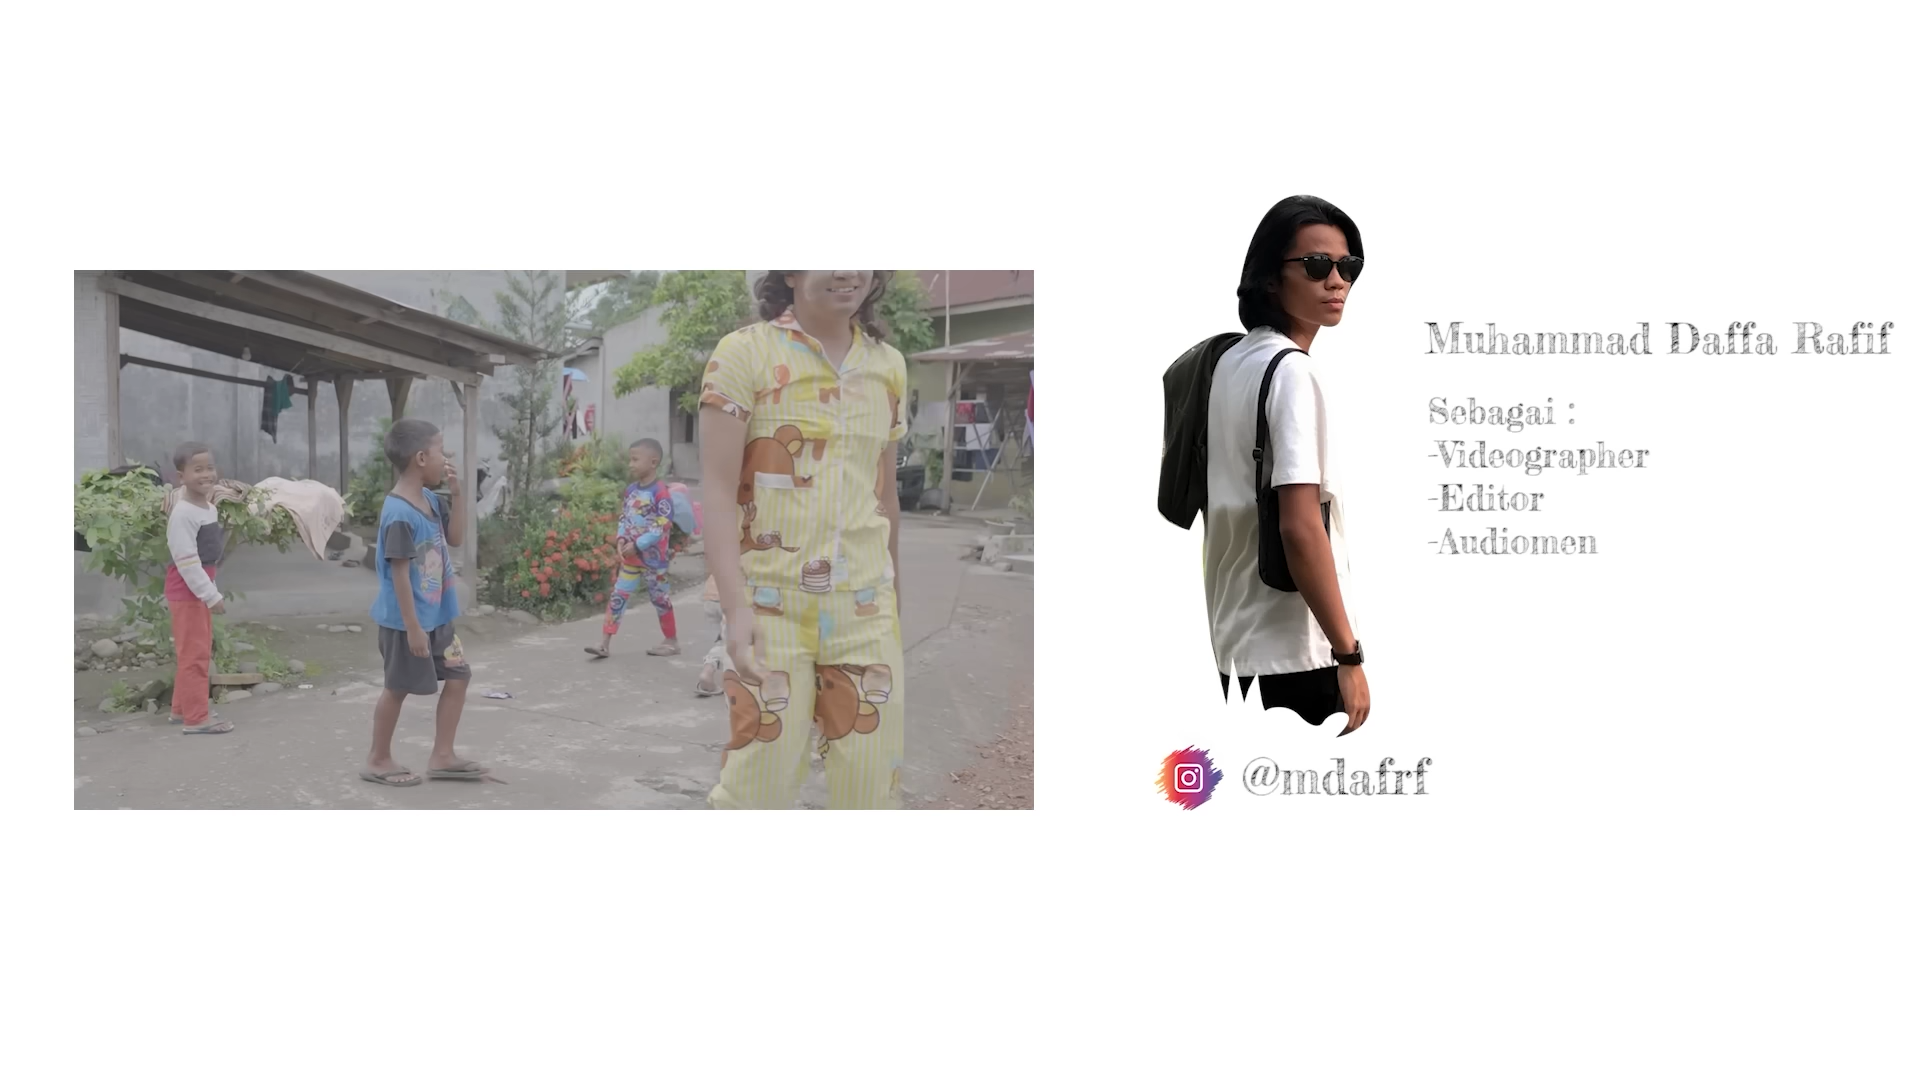 Muhammad Daffa Rafif
Sebagai :
-Videographer
-Editor
-Audiomen
@mdafrf